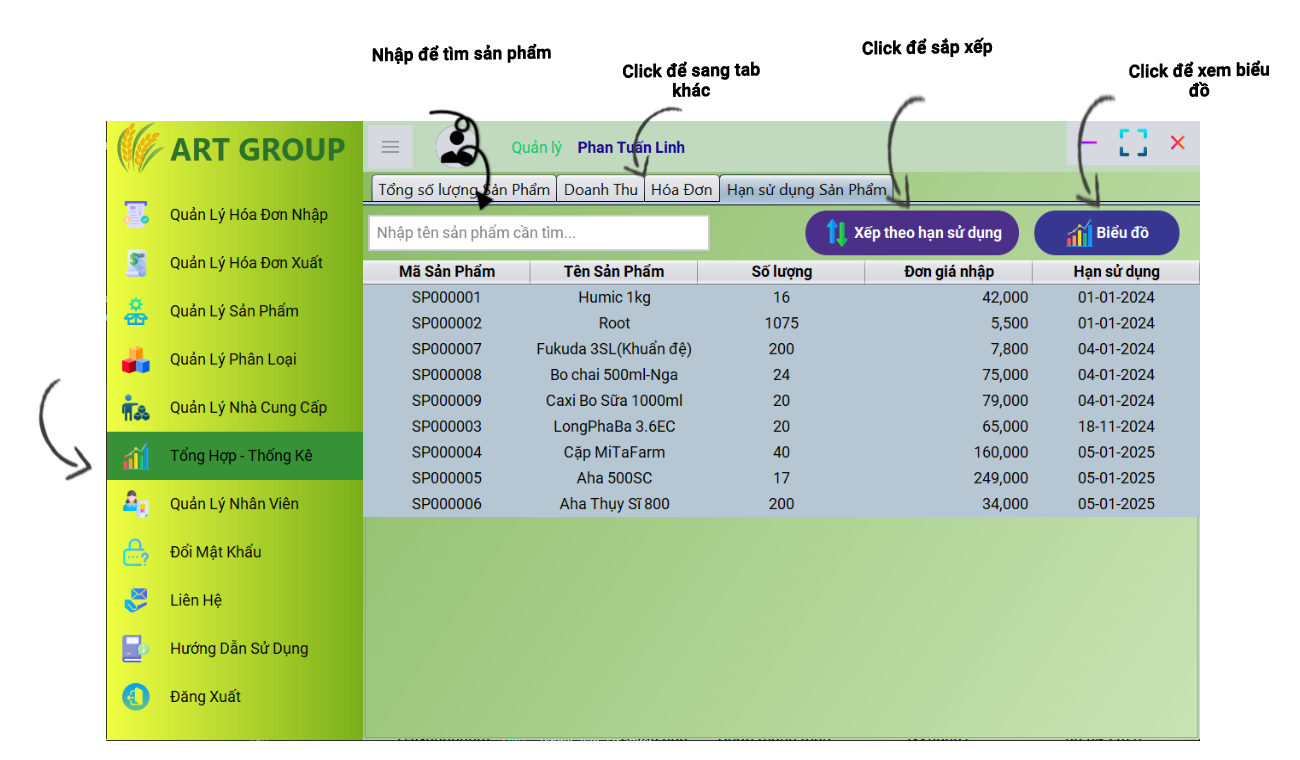 Nhập để tìm sản phẩm
Click để sang tab
khác
Click để sắp xếp
Click để xem biểu
đồ
ART GROUP
Quản lý Phan Tuấn Linh
Tổng số lượng Sản Phẩm Doanh Thu Hóa Đơn Hạn sử dụng Sản Phẩm
Nhập tên sản phẩm cần tìm... Xếp theo hạn sử dụng Biểu đồ
Quản Lý Hóa Đơn Nhập
Quản Lý Hóa Đơn Xuất
Quản Lý Sản Phẩm
Quản Lý Phân Loại
Quản Lý Nhà Cung Cấp
Tổng Hợp - Thống Kê
Quản Lý Nhân Viên
Đổi Mật Khẩu
Liên Hệ
Hướng Dẫn Sử Dụng
Đăng Xuất
Mã Sản Phẩm Tên Sản Phẩm Số lượng Đơn giá nhập Hạn sử dụng
SP000001 Humic 1kg 16 42,000 01-01-2024
SP000002 Root 1075 5,500 01-01-2024
SP000007 Fukuda 3SL(Khuẩn đệ) 200 7,800 04-01-2024
SP000008 Bo chai 500ml-Nga 24 75,000 04-01-2024
SP000009 Caxi Bo Sữa 1000ml 20 79,000 04-01-2024
SP000003 LongPhaBa 3.6EC 20 65,000 18-11-2024
SP000004 Cặp MiTaFarm 40 160,000 05-01-2025
SP000005 Aha 500SC 17 249,000 05-01-2025
SP000006 Aha Thụy Sĩ 800 200 34,000 05-01-2025